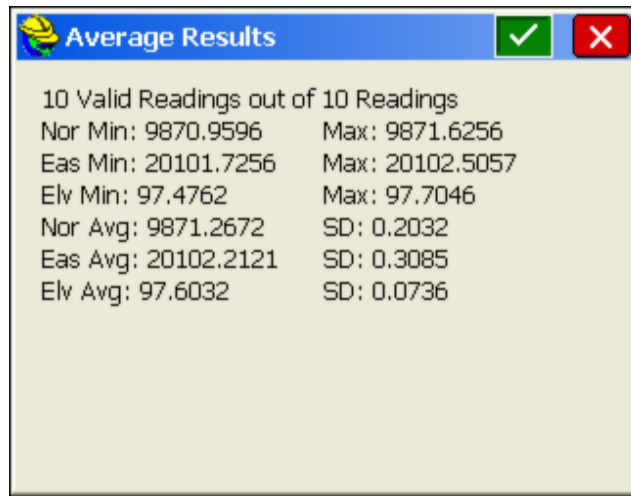 Average Results
10 Valid Readings out of 10 Readings
Nor Min: 9870.9596 Max: 9871.6256
Eas Min: 20101.7256 Max: 20102.5057
Elv Min: 97.4762 Max: 97.7046
Nor Avg: 9871.2672 SD: 0.2032
Eas Avg: 20102.2121 SD: 0.3085
Elv Avg: 97.6032 SD: 0.0736